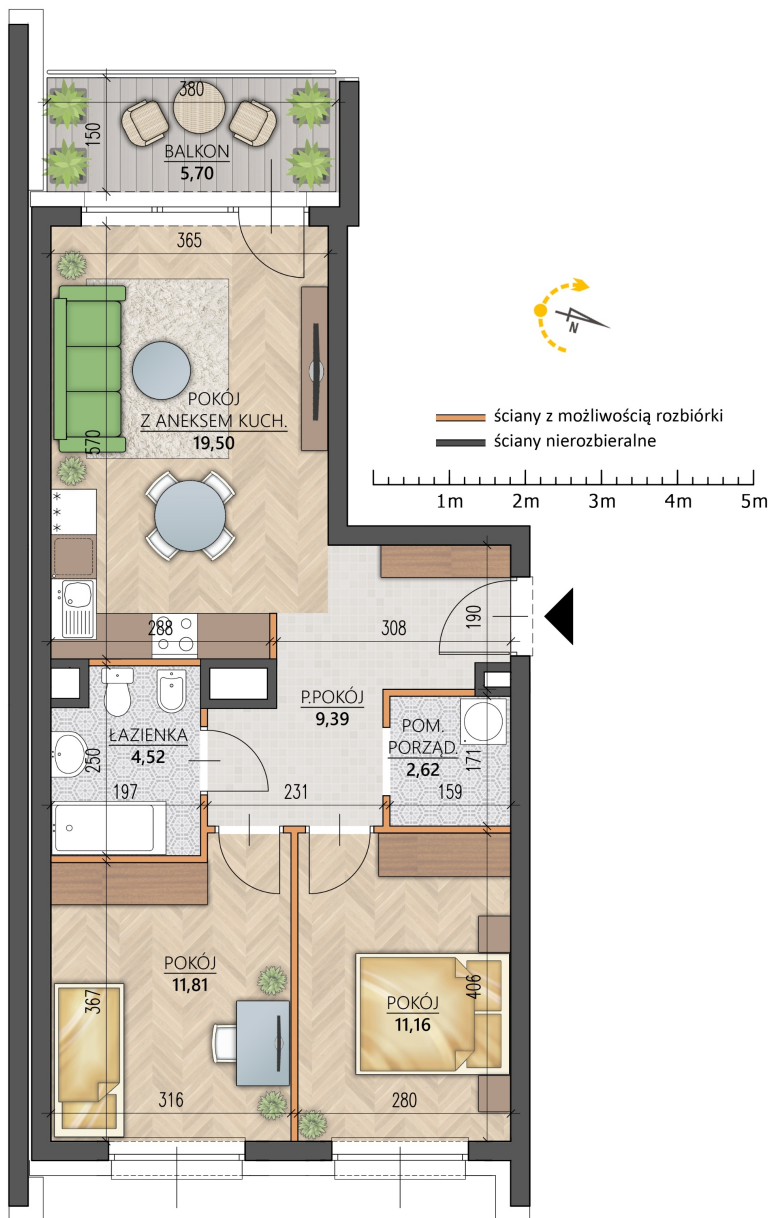 380
150
BALKON
5,70
365
POKÓJ
Z ANEKSEM KUCH.
19,50
570
N
ściany z możliwością rozbiórki
ściany nierozbieralne
1m 2m 3m 4m 5m
288
308
190
P.POKÓJ
9,39
ŁAZIENKA
4,52
250
197
POM.
PORZĄD.
2,62
171
231
159
POKÓJ
11,81
367
316
POKÓJ
11,16
406
280